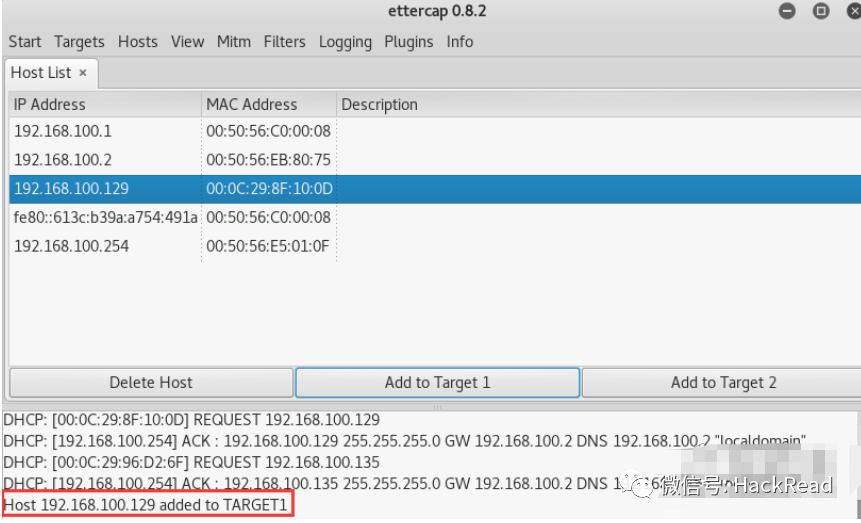 ettercap 0.8.2
Start Targets Hosts View Mitm Filters Logging Plugins Info
Host List ×
IP Address MAC Address Description
192.168.100.1 00:50:56:C0:00:08
192.168.100.2 00:50:56:EB:80:75
192.168.100.129 00:0C:29:8F:10:0D
fe80::613c:b39a:a754:491a 00:50:56:C0:00:08
192.168.100.254 00:50:56:E5:01:0F
Delete Host Add to Target 1 Add to Target 2
DHCP: [00:0C:29:8F:10:0D] REQUEST 192.168.100.129
DHCP: [192.168.100.254] ACK : 192.168.100.129 255.255.255.0 GW 192.168.100.2 DNS 192.168.100.2 "localdomain"
DHCP: [00:0C:29:96:D2:6F] REQUEST 192.168.100.135
DHCP: [192.168.100.254] ACK : 192.168.100.135 255.255.255.0 GW 192.168.100.2 DNS
微信号: HackRead
Host 192.168.100.129 added to TARGET1